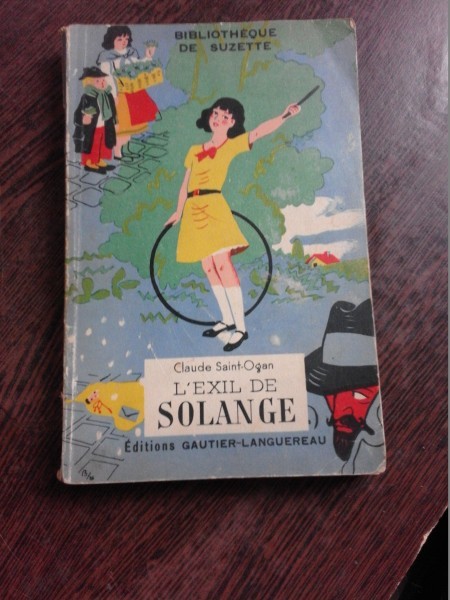 BIBLIOTHÈQUE
DE SUZETTE
Claude Saint-Ogan
L'EXIL DE
SOLANGE
Éditions GAUTIER-LANGUEREAU